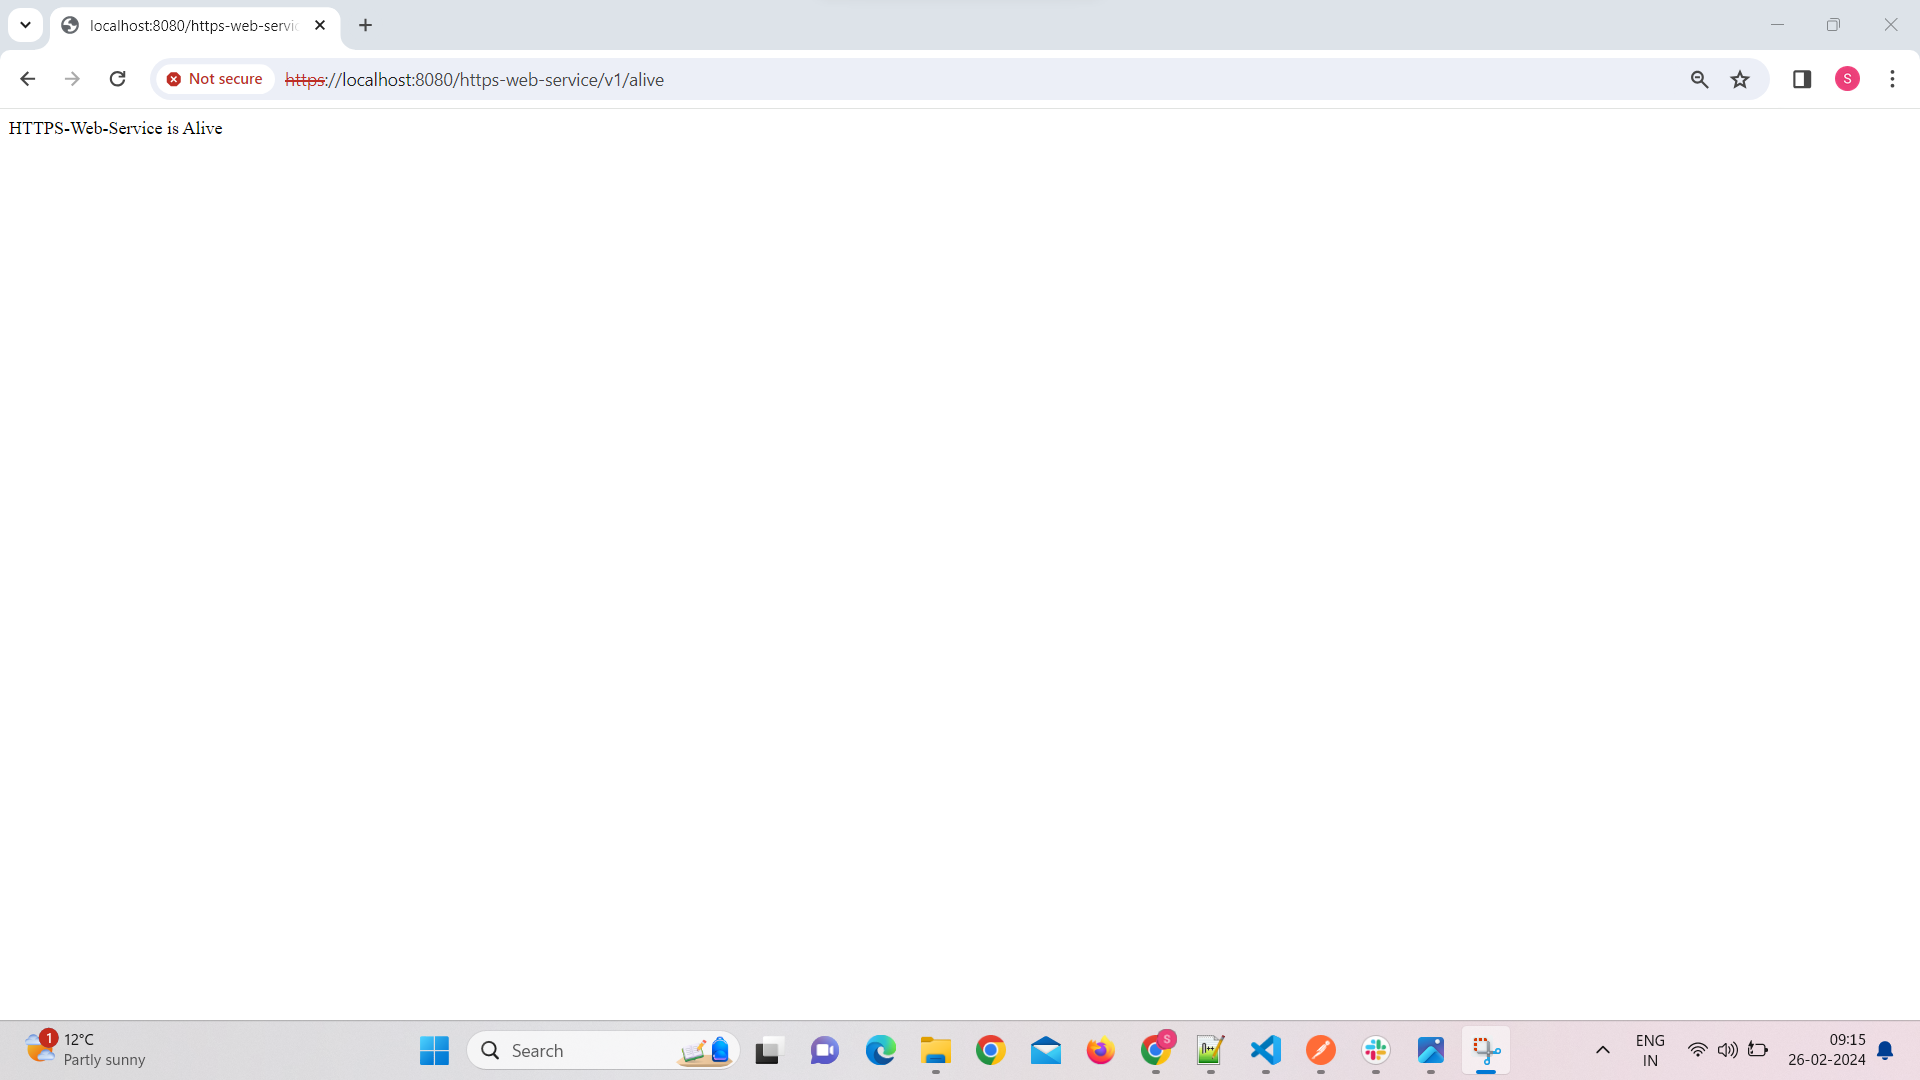 localhost:8080/https-web-servic
Not secure
https://localhost:8080/https-web-service/v1/alive
S
HTTPS-Web-Service is Alive
1
12°C
Partly sunny
Search
S
ENG
IN
09:15
26-02-2024